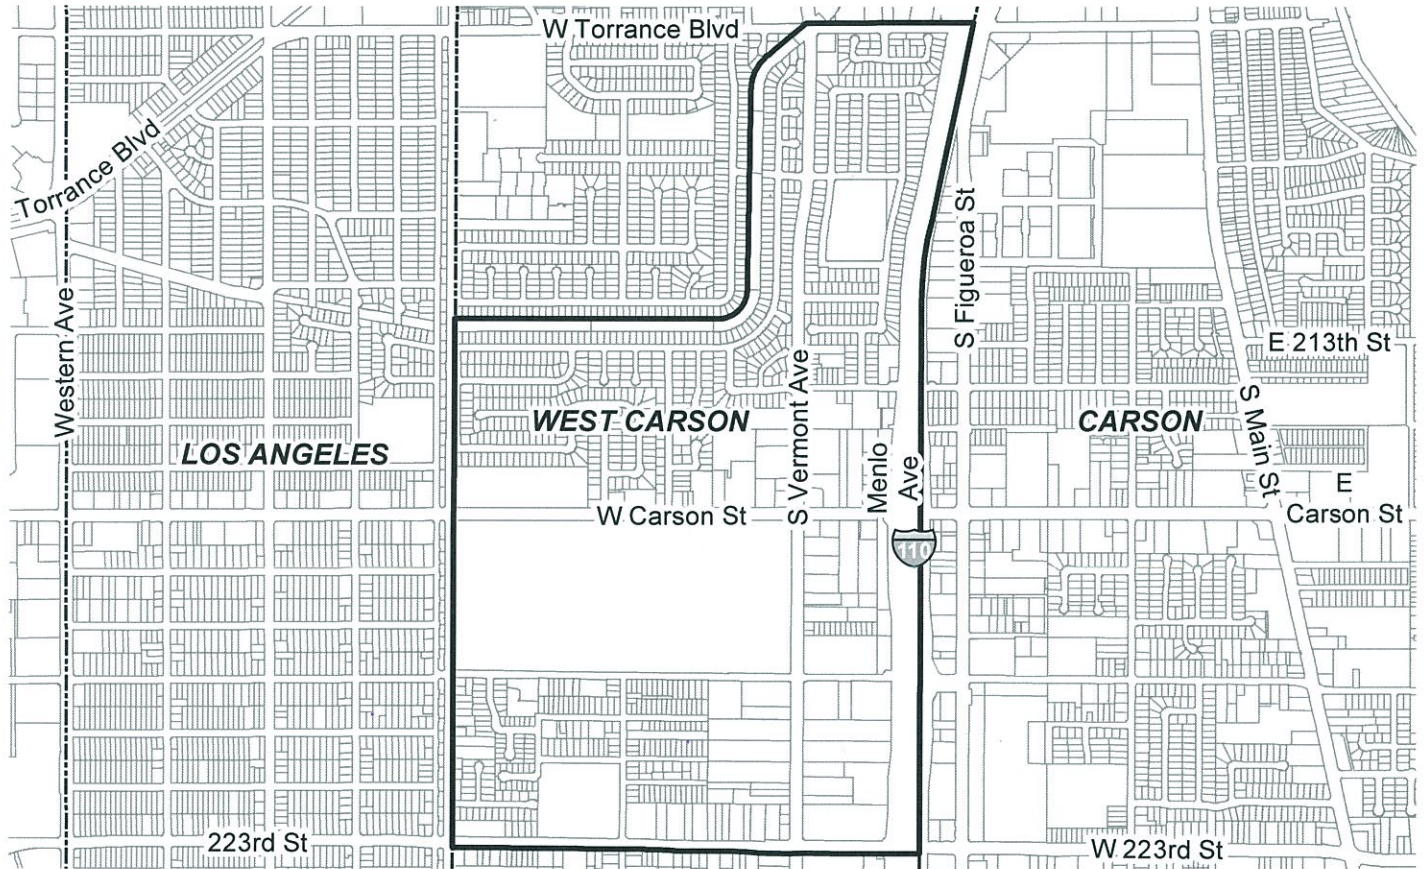 W Torrance Blvd
Torrance Blvd
Western Ave
S Figueroa St
E 213th St
S Vermont Ave
WEST CARSON
CARSON
S Main St
LOS ANGELES
Menlo
Ave
E
Carson St
W Carson St
110
223rd St
W 223rd St